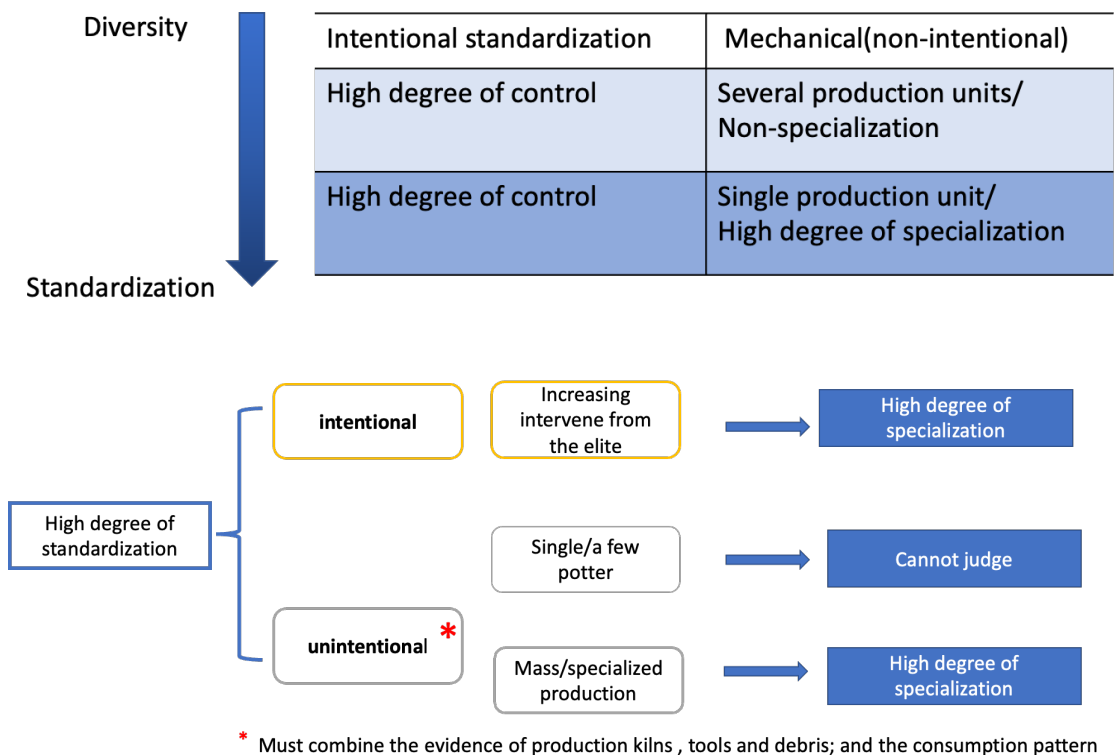 Diversity
Intentional standardization
Mechanical(non-intentional)
High degree of control
Several production units/
Non-specialization
High degree of control
Single production unit/
High degree of specialization
Standardization
High degree of
standardization
intentional
Increasing
intervene from
the elite
High degree of
specialization
Single/a few
potter
Cannot judge
unintentional *
Mass/specialized
production
High degree of
specialization
* Must combine the evidence of production kilns , tools and debris; and the consumption pattern